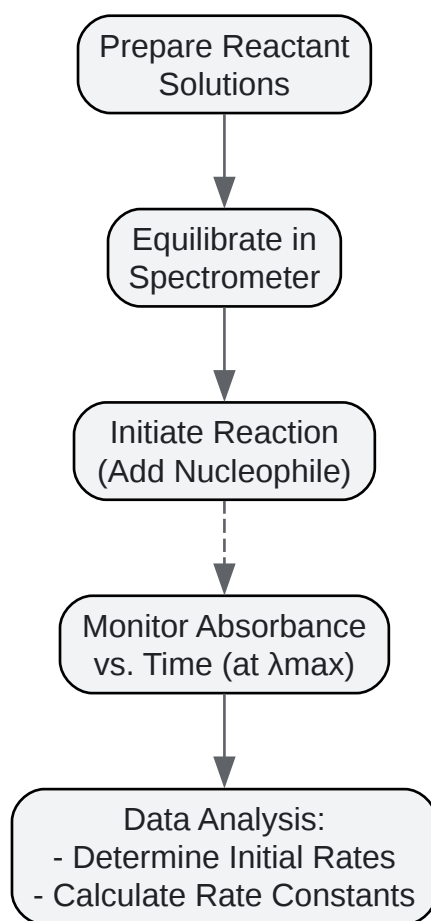 Prepare Reactant
Solutions
Equilibrate in
Spectrometer
Initiate Reaction
(Add Nucleophile)
Monitor Absorbance
vs. Time (at λmax)
Data Analysis:
- Determine Initial Rates
- Calculate Rate Constants